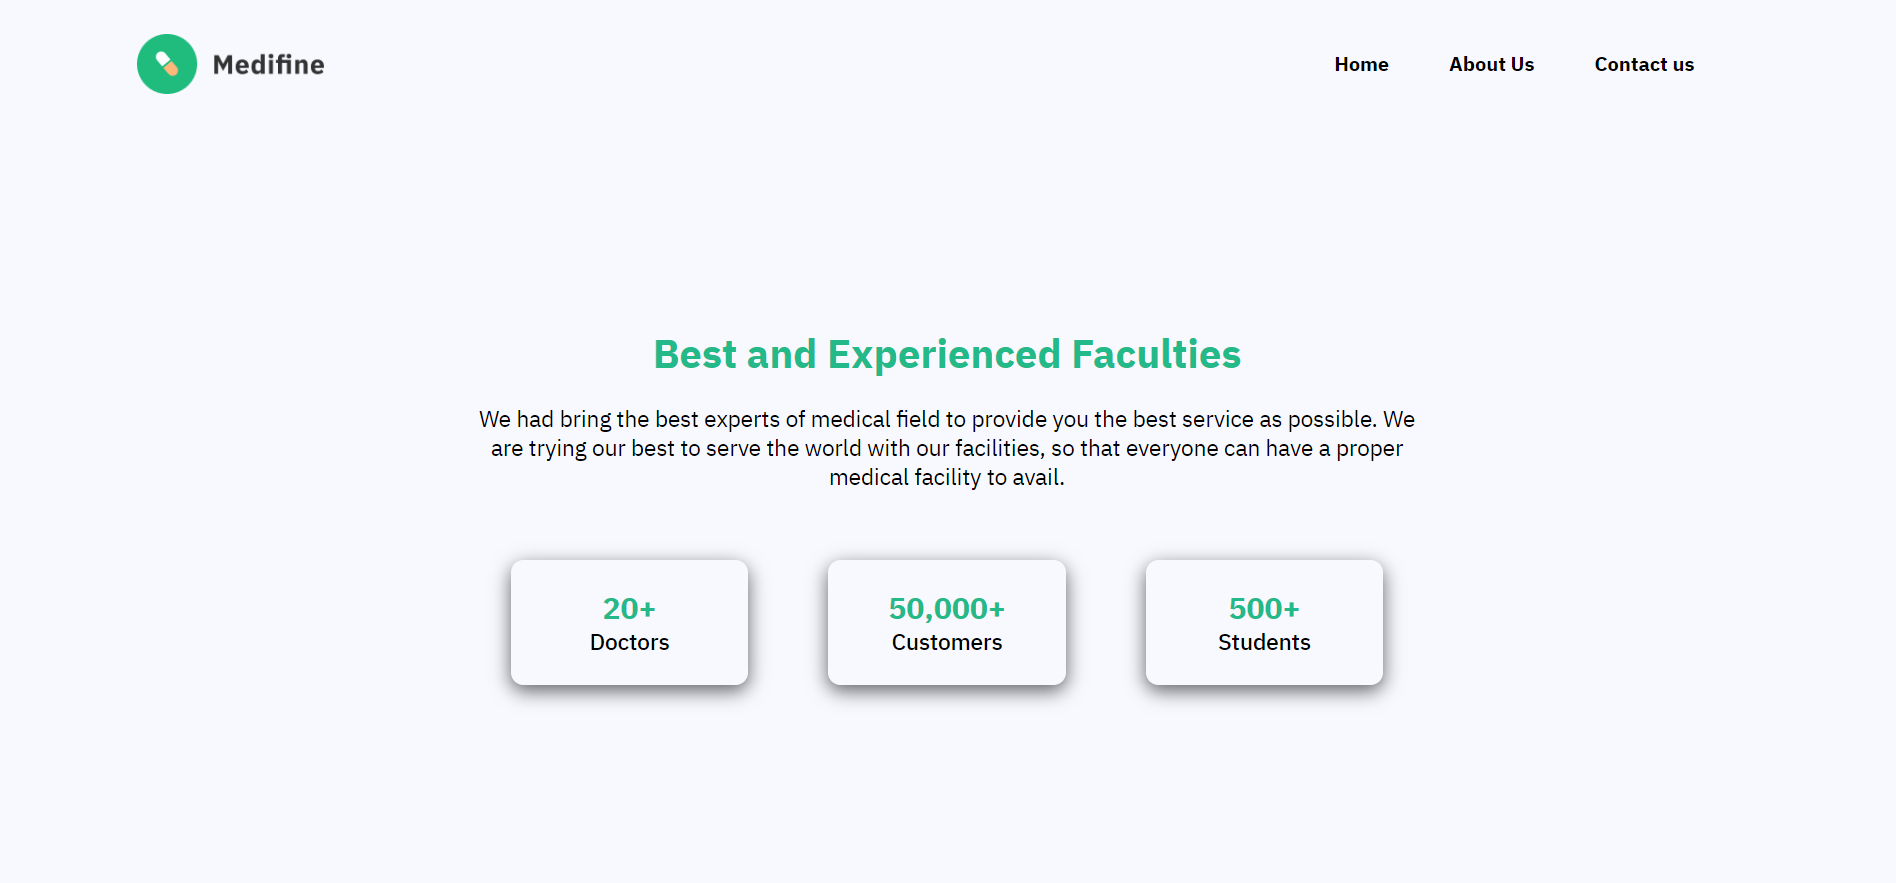 Medifine
Home
About Us
Contact us
Best and Experienced Faculties
We had bring the best experts of medical field to provide you the best service as possible. We
are trying our best to serve the world with our facilities, so that everyone can have a proper
medical facility to avail.
20+
Doctors
50,000+
Customers
500+
Students